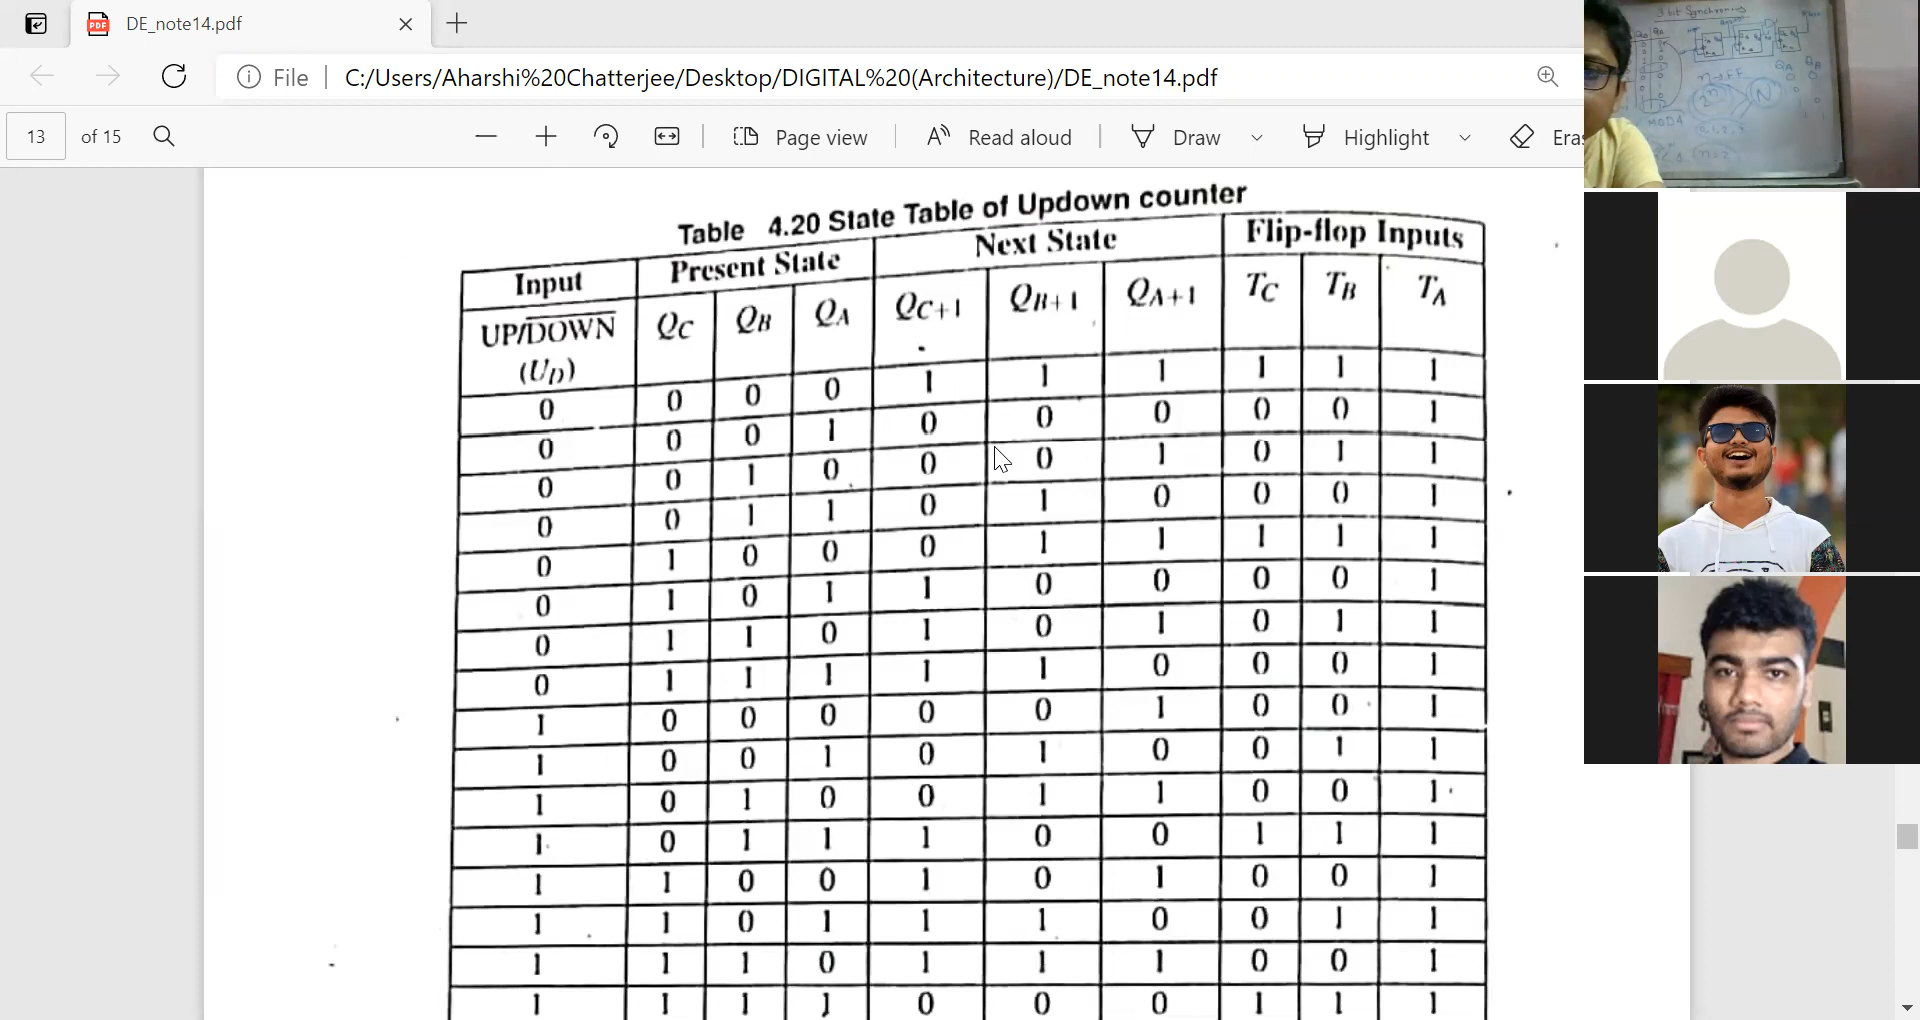 DE_note14.pdf
File | C:/Users/Aharshi%20Chatterjee/Desktop/DIGITAL%20(Architecture)/DE_note14.pdf
13 of 15 Page view A Read aloud Draw Highlight Eras
Table 4.20 State Table of Updown counter
Input Present State Next State Flip-flop Inputs
UP/DOWN (UD) QC QB QA QC+1 QB+1 QA+1 TC TB TA
0 0 0 0 1 1 1 1 1 1
0 0 0 1 0 0 0 0 0 1
0 0 1 0 0 0 1 0 1 1
0 0 1 1 0 1 0 0 0 1
0 1 0 0 0 1 1 1 1 1
0 1 0 1 1 0 0 0 0 1
0 1 1 0 1 0 1 0 1 1
0 1 1 1 1 1 0 0 0 1
1 0 0 0 0 0 1 0 0 1
1 0 0 1 0 1 0 0 1 1
1 0 1 0 0 1 1 0 0 1
1 0 1 1 1 0 0 1 1 1
1 1 0 0 1 0 1 0 0 1
1 1 0 1 1 1 0 0 1 1
1 1 1 0 1 1 1 0 0 1
1 1 1 1 0 0 0 1 1 1
3 bit Synchronous